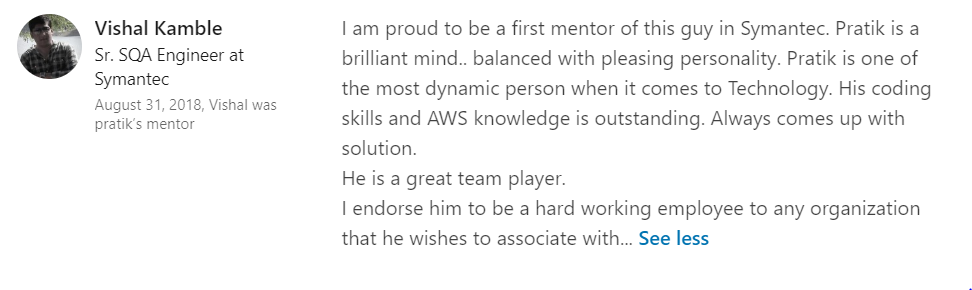 Vishal Kamble
Sr. SQA Engineer at
Symantec
August 31, 2018, Vishal was
pratik's mentor
I am proud to be a first mentor of this guy in Symantec. Pratik is a
brilliant mind.. balanced with pleasing personality. Pratik is one of
the most dynamic person when it comes to Technology. His coding
skills and AWS knowledge is outstanding. Always comes up with
solution.
He is a great team player.
I endorse him to be a hard working employee to any organization
that he wishes to associate with... See less